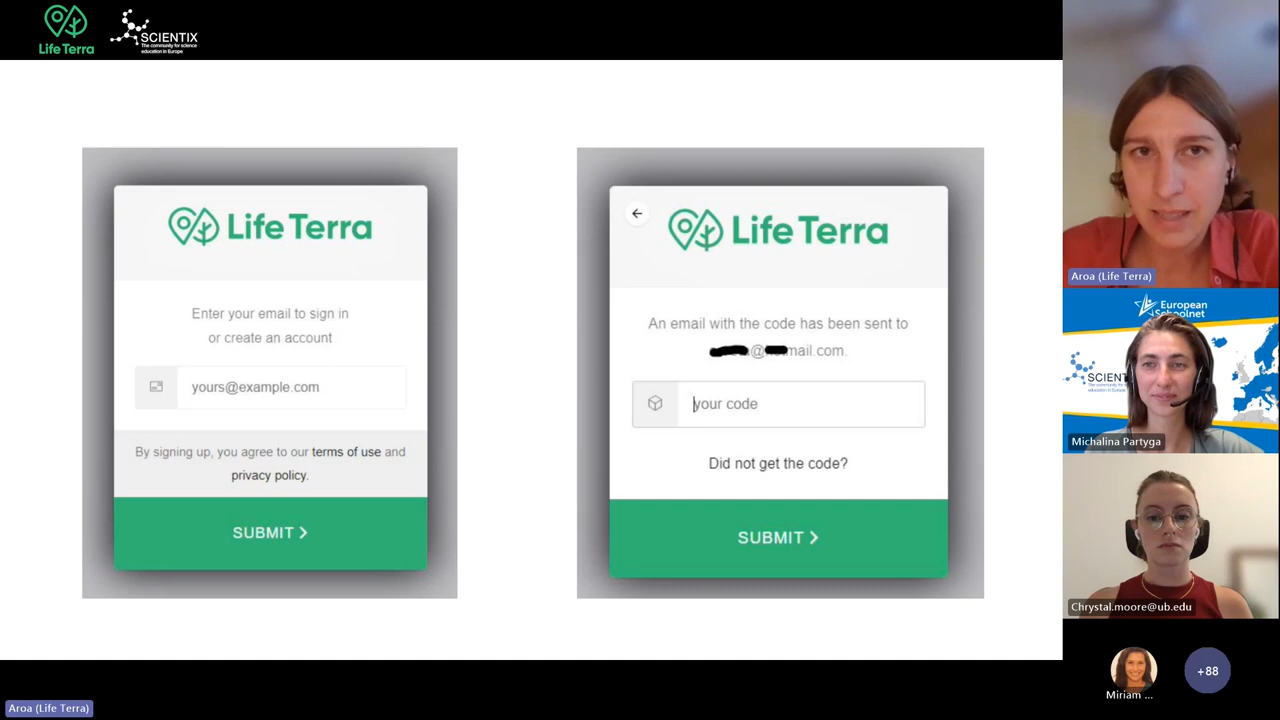 Life Terra
SCIENTIX
The community for science
education in Europe
Life Terra
Enter your email to sign in
or create an account
yours@example.com
By signing up, you agree to our terms of use and
privacy policy.
SUBMIT
Life Terra
An email with the code has been sent to
mail.com.
your code
Did not get the code?
SUBMIT
Aroa (Life Terra)
European
Schoolnet
SCIENTI
Michalina Partyga
Chrystal.moore@ub.edu
Miriam ...
+88
Aroa (Life Terra)